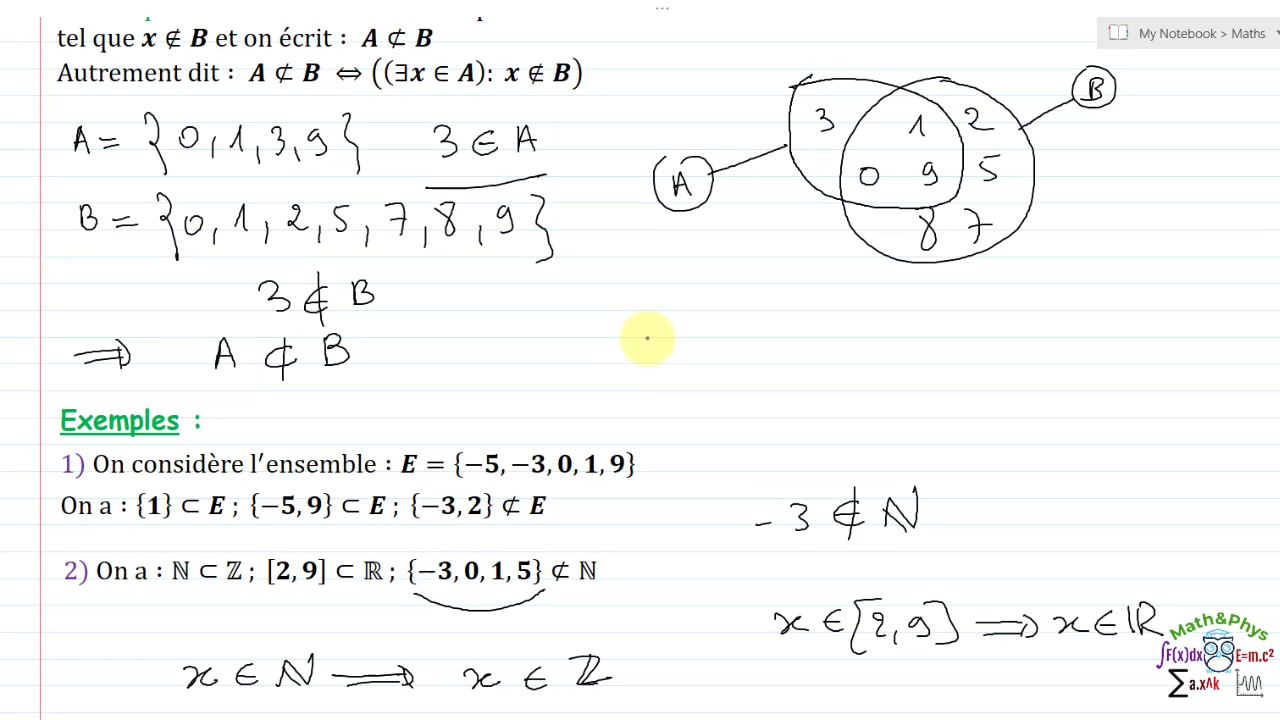 tel que x ∉ B et on écrit : A ⊄ B
Autrement dit : A ⊄ B ⟺ ((∃x ∈ A): x ∉ B)
A = {0, 1, 3, 9} 3 ∈ A
B = {0, 1, 2, 5, 7, 8, 9}
3 ∉ B
⟹ A ⊄ B
My Notebook > Maths
B
3 1 2
A 0 9 5
8 7
Exemples :
1) On considère l'ensemble : E = {−5, −3, 0, 1, 9}
On a : {1} ⊂ E ; {−5, 9} ⊂ E ; {−3, 2} ⊄ E
-3 ∉ ℕ
2) On a : ℕ ⊂ ℤ ; [2, 9] ⊂ ℝ ; {−3, 0, 1, 5} ⊄ ℕ
x ∈ [2, 9] ⟹ x ∈ ℝ
x ∈ ℕ ⟹ x ∈ ℤ
Math&Phys
∫F(x)dx E=m.c²
∑ a.x∧k